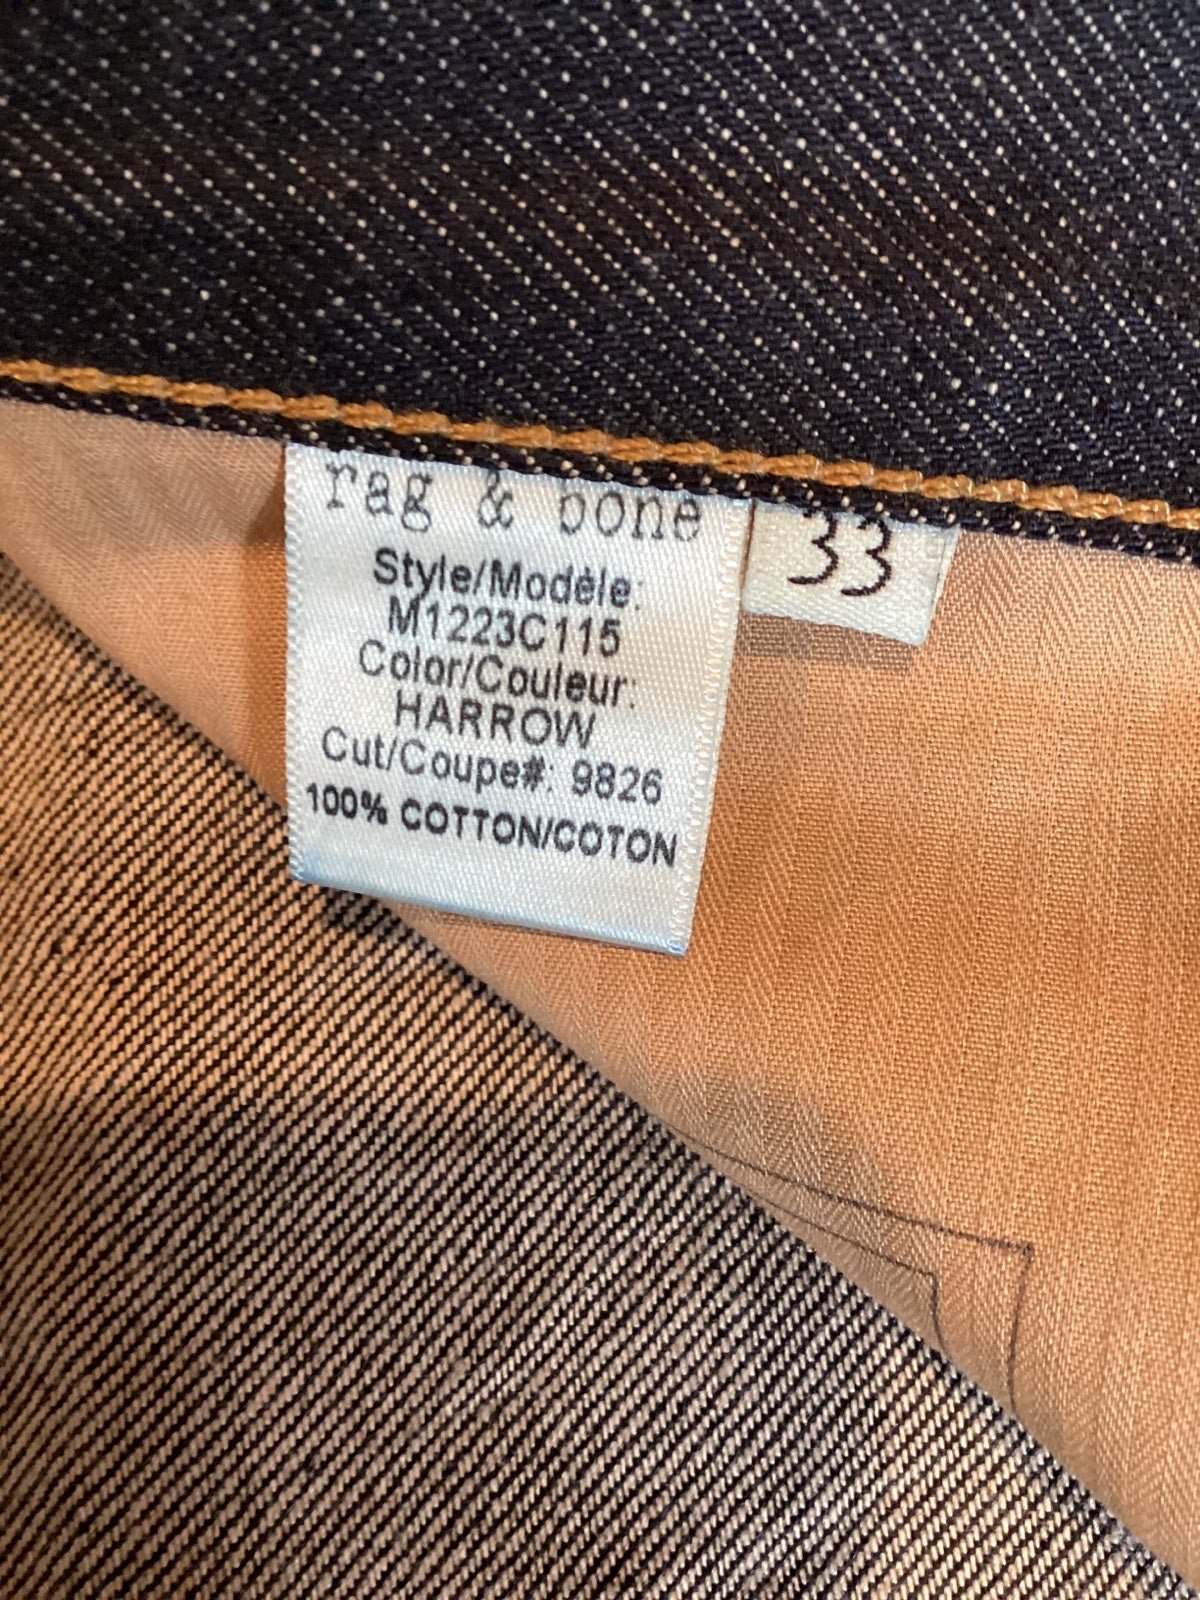 rag & bone
33
Style/Modèle:
M1223C115
Color/Couleur:
HARROW
Cut/Coupe#: 9826
100% COTTON/COTON